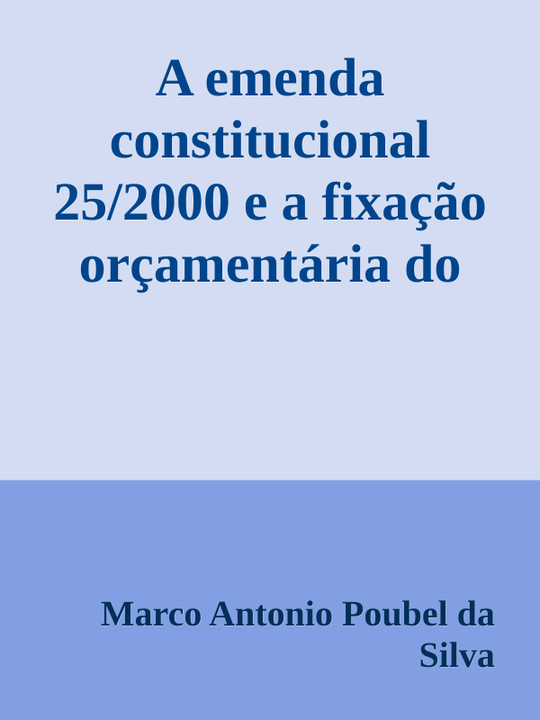 A emenda
constitucional
25/2000 e a fixação
orçamentária do
Marco Antonio Poubel da
Silva